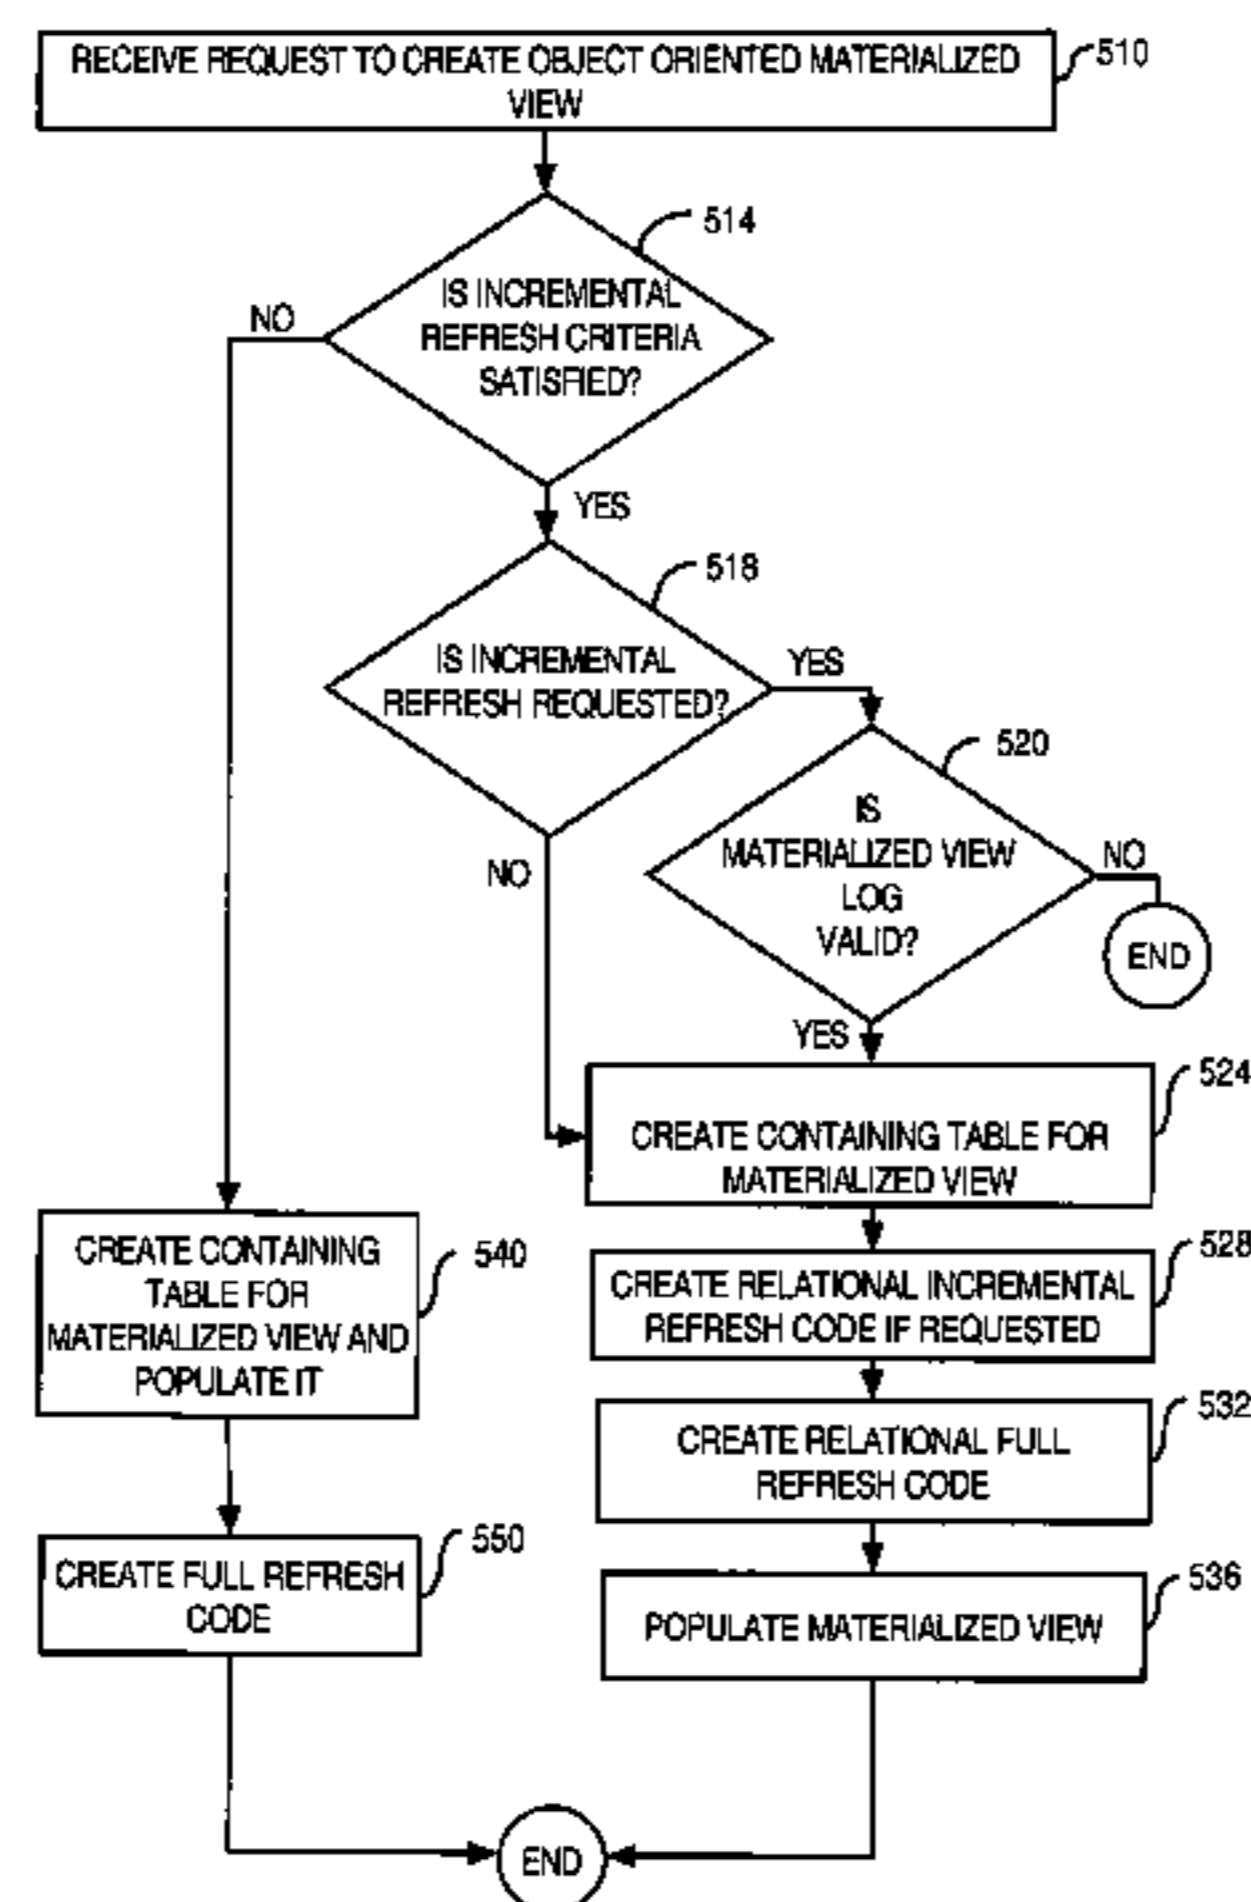 RECEIVE REQUEST TO CREATE OBJECT ORIENTED MATERIALIZED
VIEW
510
514
IS INCREMENTAL
REFRESH CRITERIA
SATISFIED?
NO
YES
518
IS INCREMENTAL
REFRESH REQUESTED?
YES
NO
520
IS
MATERIALIZED VIEW
LOG
VALID?
NO
END
YES
524
CREATE CONTAINING TABLE FOR
MATERIALIZED VIEW
528
CREATE RELATIONAL INCREMENTAL
REFRESH CODE IF REQUESTED
532
CREATE RELATIONAL FULL
REFRESH CODE
536
POPULATE MATERIALIZED VIEW
540
CREATE CONTAINING
TABLE FOR
MATERIALIZED VIEW AND
POPULATE IT
550
CREATE FULL REFRESH
CODE
END